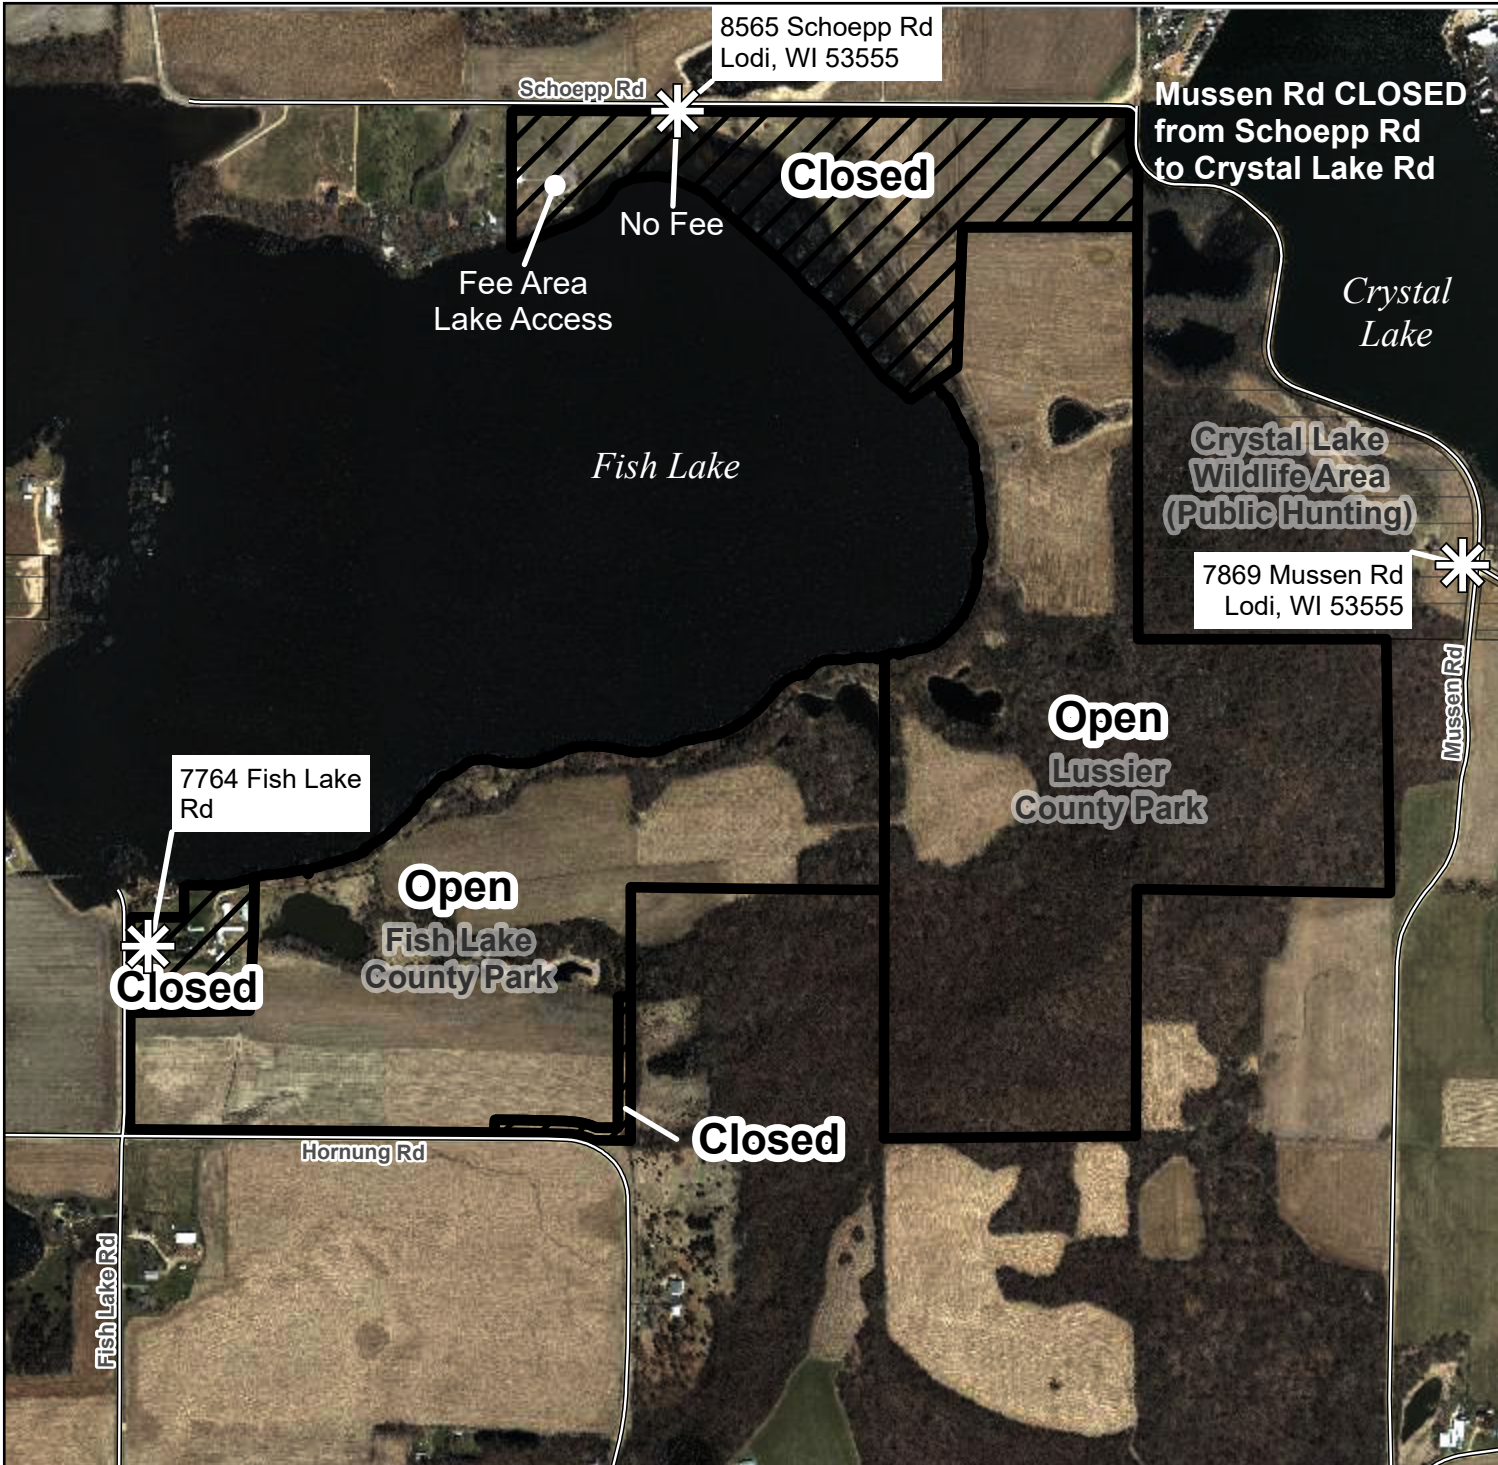 8565 Schoepp Rd
Lodi, WI 53555
Schoepp Rd
Mussen Rd CLOSED
from Schoepp Rd
to Crystal Lake Rd
Closed
No Fee
Fee Area
Lake Access
Crystal
Lake
Fish Lake
Crystal Lake
Wildlife Area
(Public Hunting)
7869 Mussen Rd
Lodi, WI 53555
Mussen Rd
Open
Lussier
County Park
7764 Fish Lake
Rd
Open
Fish Lake
County Park
Closed
Closed
Hornung Rd
Fish Lake Rd